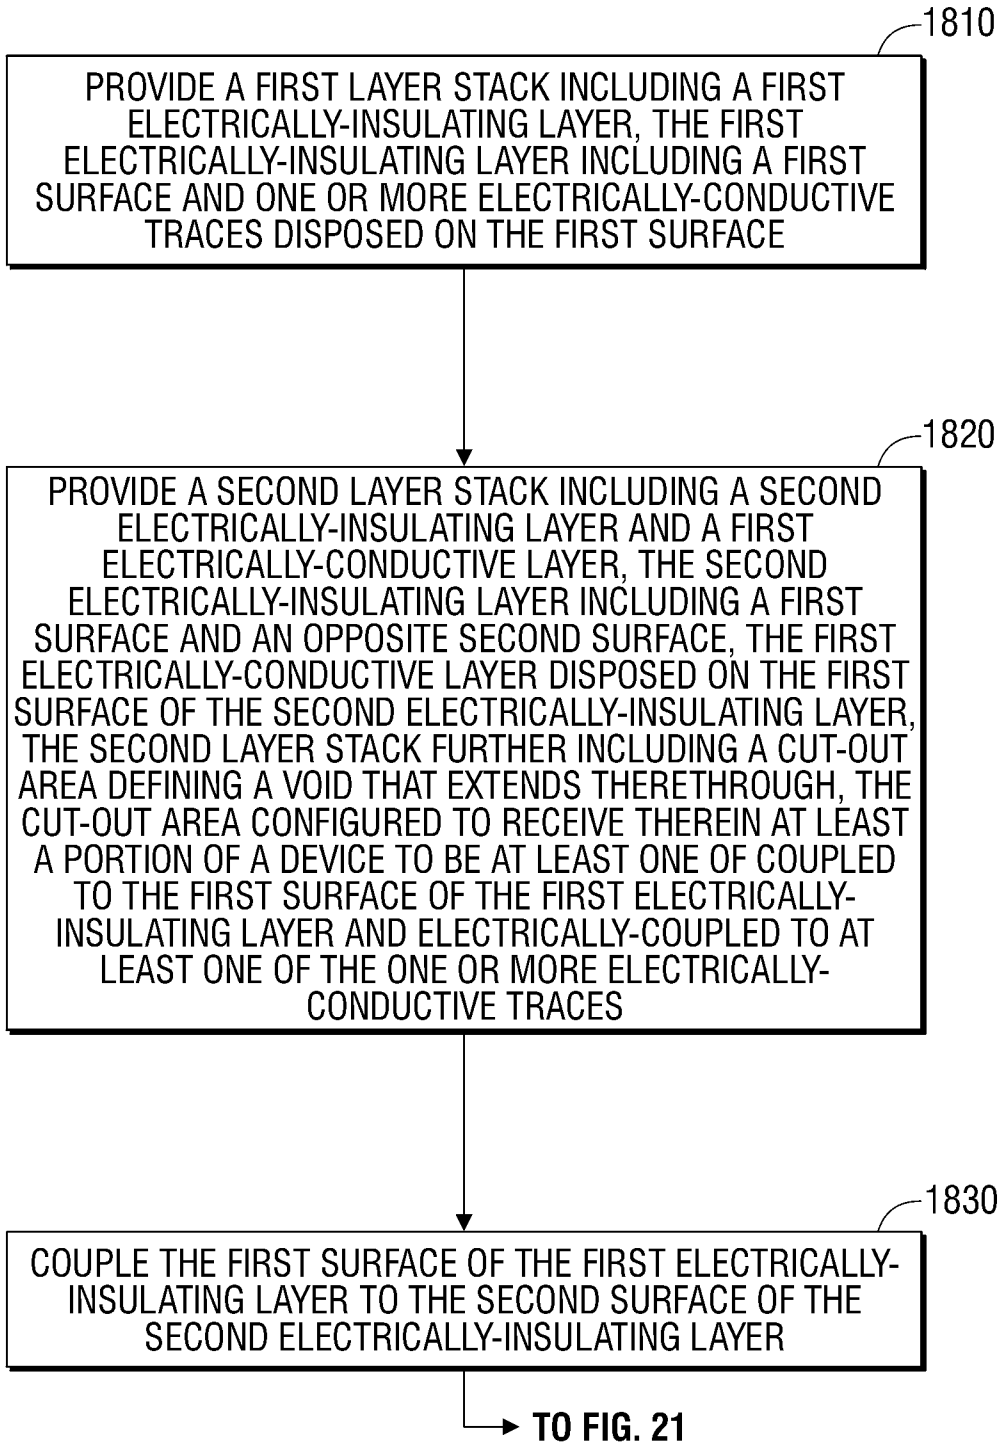 1810
PROVIDE A FIRST LAYER STACK INCLUDING A FIRST
ELECTRICALLY-INSULATING LAYER, THE FIRST
ELECTRICALLY-INSULATING LAYER INCLUDING A FIRST
SURFACE AND ONE OR MORE ELECTRICALLY-CONDUCTIVE
TRACES DISPOSED ON THE FIRST SURFACE
1820
PROVIDE A SECOND LAYER STACK INCLUDING A SECOND
ELECTRICALLY-INSULATING LAYER AND A FIRST
ELECTRICALLY-CONDUCTIVE LAYER, THE SECOND
ELECTRICALLY-INSULATING LAYER INCLUDING A FIRST
SURFACE AND AN OPPOSITE SECOND SURFACE, THE FIRST
ELECTRICALLY-CONDUCTIVE LAYER DISPOSED ON THE FIRST
SURFACE OF THE SECOND ELECTRICALLY-INSULATING LAYER,
THE SECOND LAYER STACK FURTHER INCLUDING A CUT-OUT
AREA DEFINING A VOID THAT EXTENDS THERETHROUGH, THE
CUT-OUT AREA CONFIGURED TO RECEIVE THEREIN AT LEAST
A PORTION OF A DEVICE TO BE AT LEAST ONE OF COUPLED
TO THE FIRST SURFACE OF THE FIRST ELECTRICALLY-
INSULATING LAYER AND ELECTRICALLY-COUPLED TO AT
LEAST ONE OF THE ONE OR MORE ELECTRICALLY-
CONDUCTIVE TRACES
1830
COUPLE THE FIRST SURFACE OF THE FIRST ELECTRICALLY-
INSULATING LAYER TO THE SECOND SURFACE OF THE
SECOND ELECTRICALLY-INSULATING LAYER
TO FIG. 21